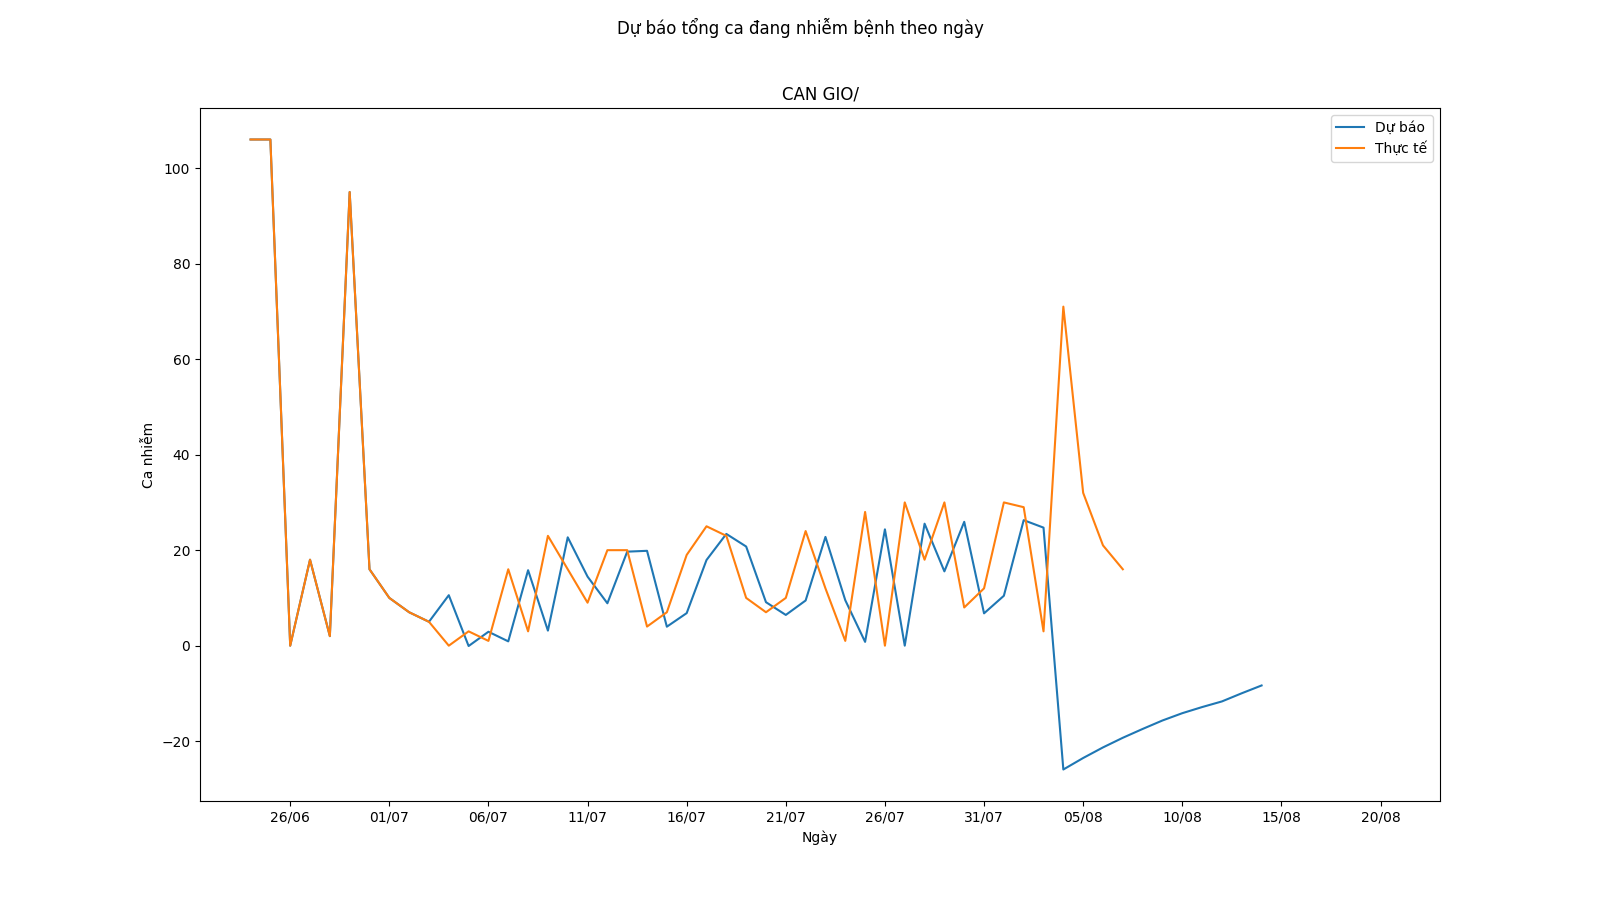 Dự báo tổng ca đang nhiễm bệnh theo ngày
CAN GIO/
Dự báo
Thực tế
100
80
60
40
20
0
−20
Ca nhiễm
26/06 01/07 06/07 11/07 16/07 21/07 26/07 31/07 05/08 10/08 15/08 20/08
Ngày